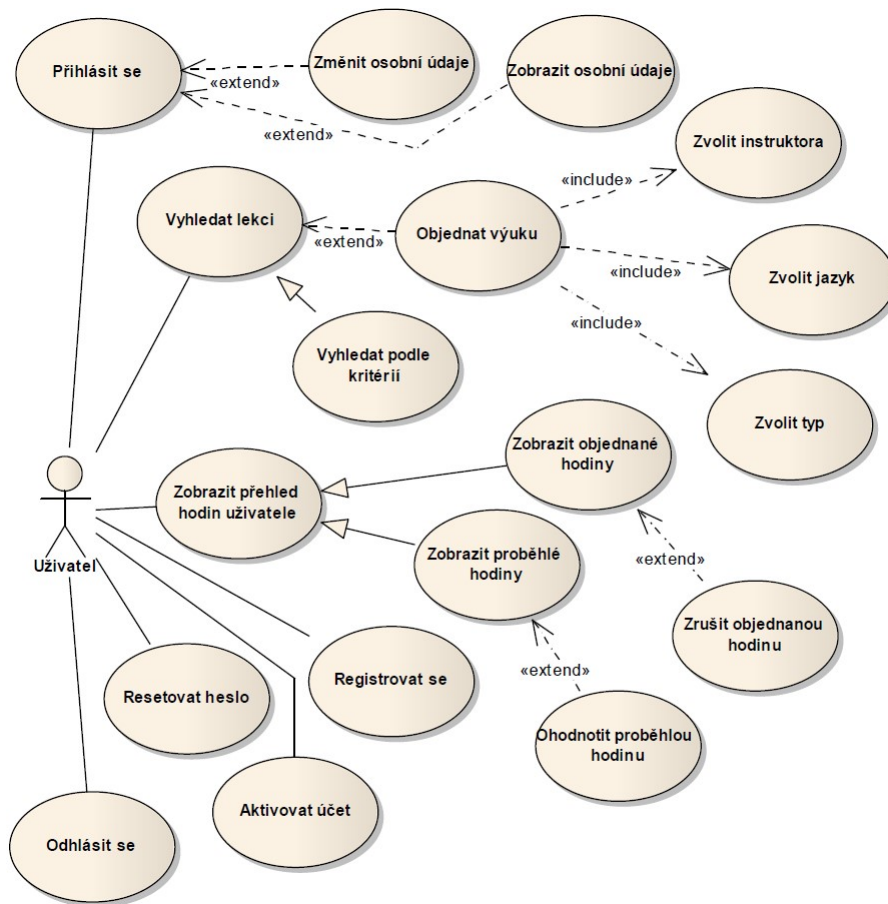 Přihlásit se
Změnit osobní údaje
Zobrazit osobní údaje
«extend»
«extend»
Zvolit instruktora
«include»
Vyhledat lekci
«extend»
Objednat výuku
«include»
Zvolit jazyk
«include»
Vyhledat podle
kritérií
Zvolit typ
Zobrazit objednané
hodiny
Zobrazit přehled
hodin uživatele
Zobrazit proběhlé
hodiny
«extend»
Uživatel
Zrušit objednanou
hodinu
Registrovat se
Resetovat heslo
«extend»
Ohodnotit proběhlou
hodinu
Aktivovat účet
Odhlásit se